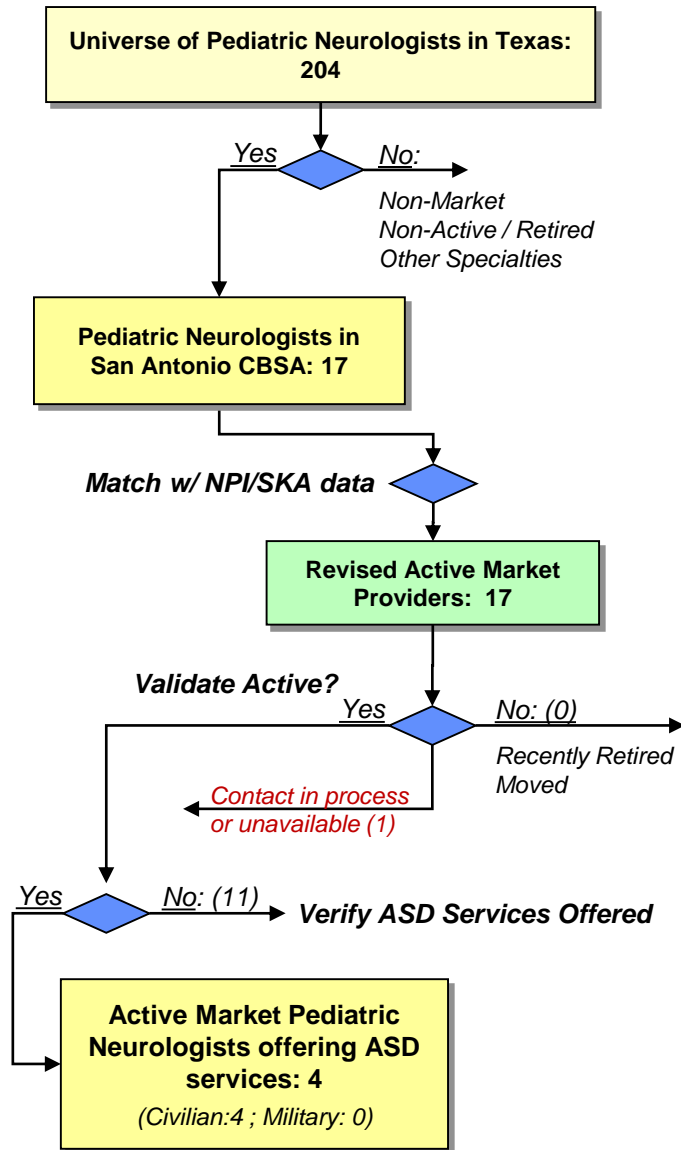 Universe of Pediatric Neurologists in Texas:
204
Yes
No:
Non-Market
Non-Active / Retired
Other Specialties
Pediatric Neurologists in
San Antonio CBSA: 17
Match w/ NPI/SKA data
Revised Active Market
Providers: 17
Validate Active?
Yes
No: (0)
Recently Retired
Moved
Contact in process
or unavailable (1)
Yes
No: (11)
Verify ASD Services Offered
Active Market Pediatric
Neurologists offering ASD
services: 4
(Civilian:4 ; Military: 0)